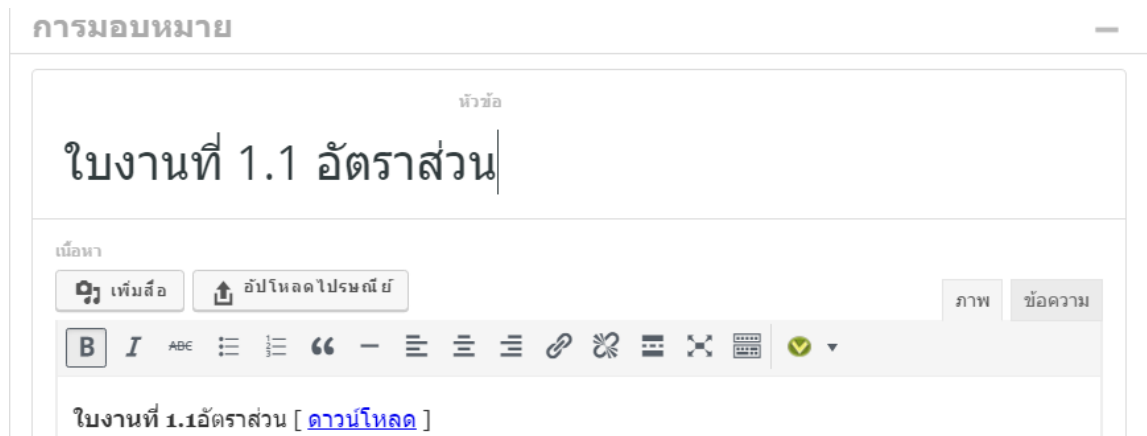 การมอบหมาย
หัวข้อ
ใบงานที่ 1.1 อัตราส่วน
เนื้อหา
เพิ่มสื่อ อัปโหลดไปรษณีย์
ภาพ ข้อความ
B I ABC
ใบงานที่ 1.1อัตราส่วน [ ดาวน์โหลด ]